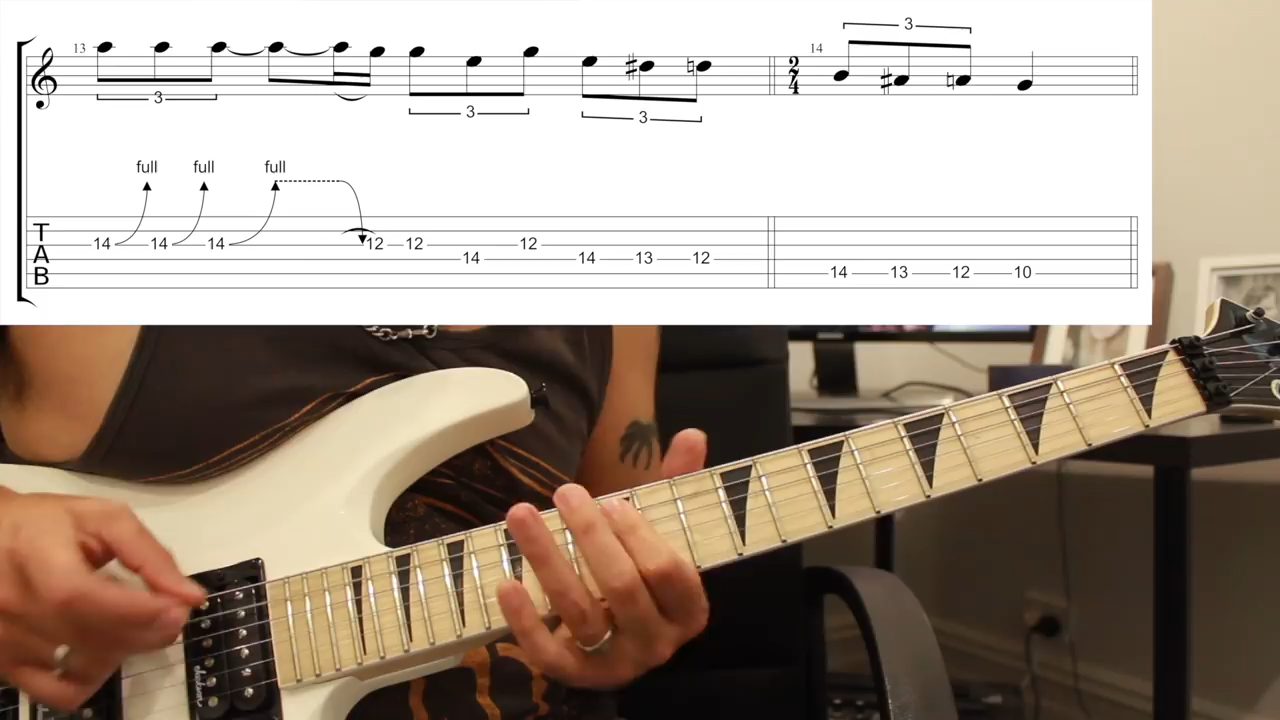 3
13 14
2
4
3 3 3
full full full
T
A
B
14 14 14 12 12 12
14 14 13 12
14 13 12 10